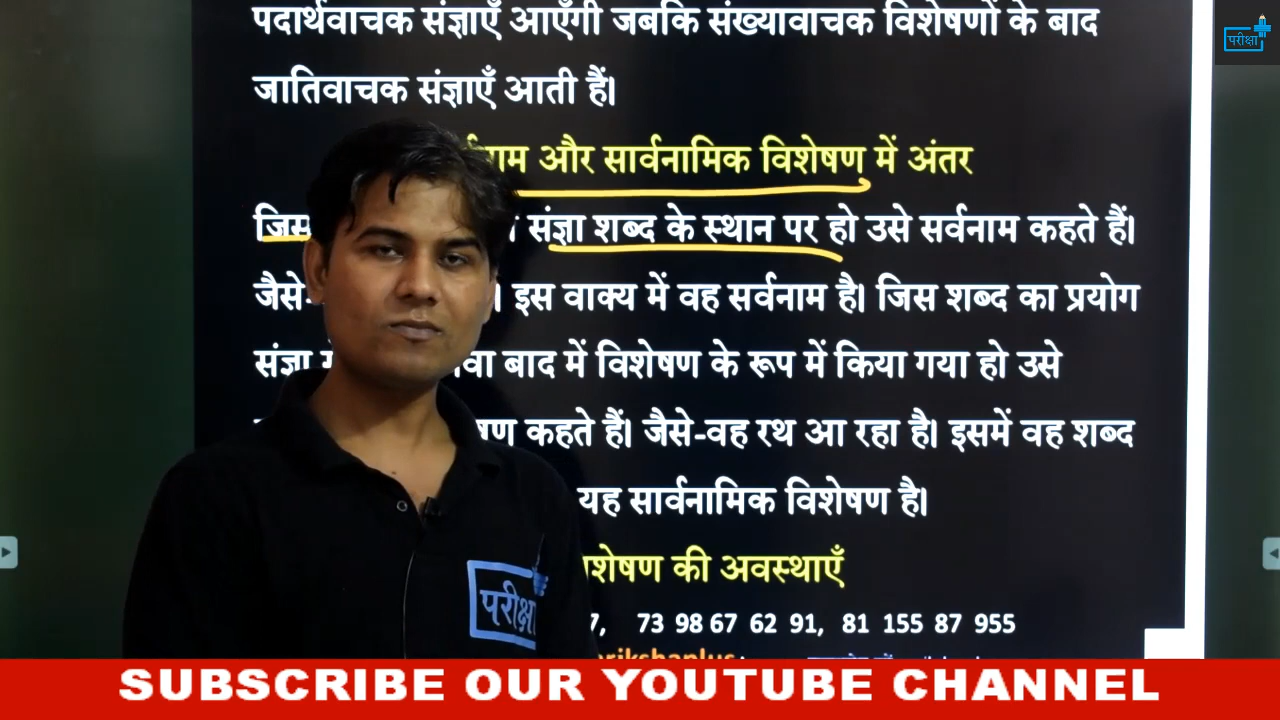 पदार्थवाचक संज्ञाएँ आएँगी जबकि संख्यावाचक विशेषणों के बाद
परीक्षा
जातिवाचक संज्ञाएँ आती हैं।
और सार्वनामिक विशेषण में अंतर
जिस संज्ञा शब्द के स्थान पर हो उसे सर्वनाम कहते हैं।
जैसे- इस वाक्य में वह सर्वनाम है। जिस शब्द का प्रयोग
संज्ञा बाद में विशेषण के रूप में किया गया हो उसे
कहते हैं। जैसे-वह रथ आ रहा है। इसमें वह शब्द
यह सार्वनामिक विशेषण है।
की अवस्थाएँ
परीक्षा
7, 73 98 67 62 91, 81 155 87 955
SUBSCRIBE OUR YOUTUBE CHANNEL